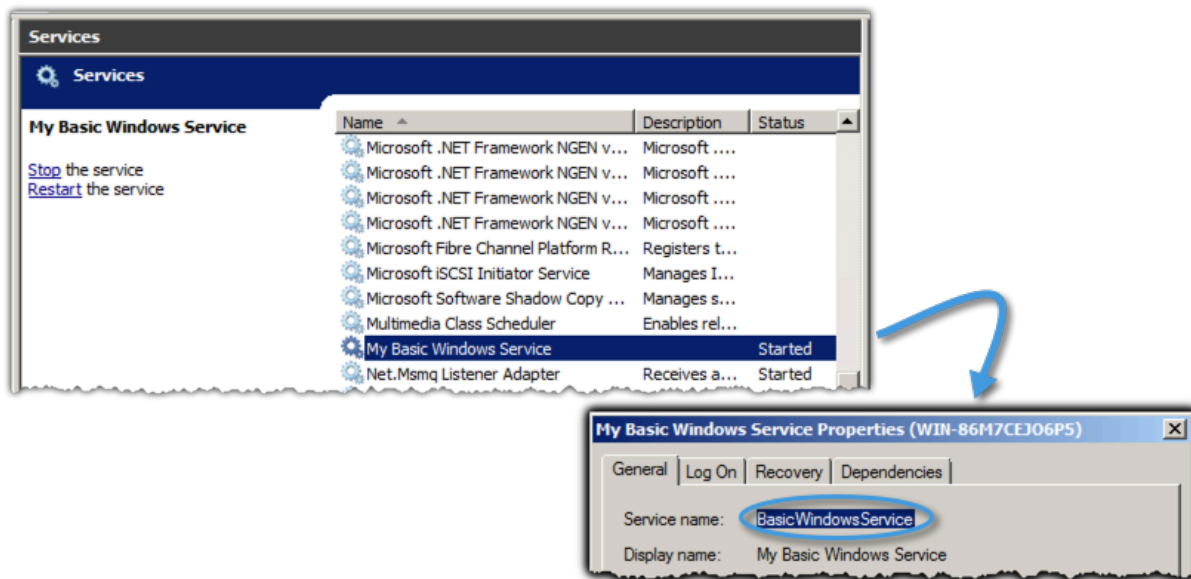 Services
Services
My Basic Windows Service
Stop the service
Restart the service
Name Description Status
Microsoft .NET Framework NGEN v... Microsoft ....
Microsoft .NET Framework NGEN v... Microsoft ....
Microsoft .NET Framework NGEN v... Microsoft ....
Microsoft .NET Framework NGEN v... Microsoft ....
Microsoft Fibre Channel Platform R... Registers t...
Microsoft iSCSI Initiator Service Manages I...
Microsoft Software Shadow Copy ... Manages s...
Multimedia Class Scheduler Enables rel...
My Basic Windows Service Started
Net.Msmq Listener Adapter Receives a... Started
My Basic Windows Service Properties (WIN-86M7CEJO6P5)
General Log On Recovery Dependencies
Service name: BasicWindowsService
Display name: My Basic Windows Service